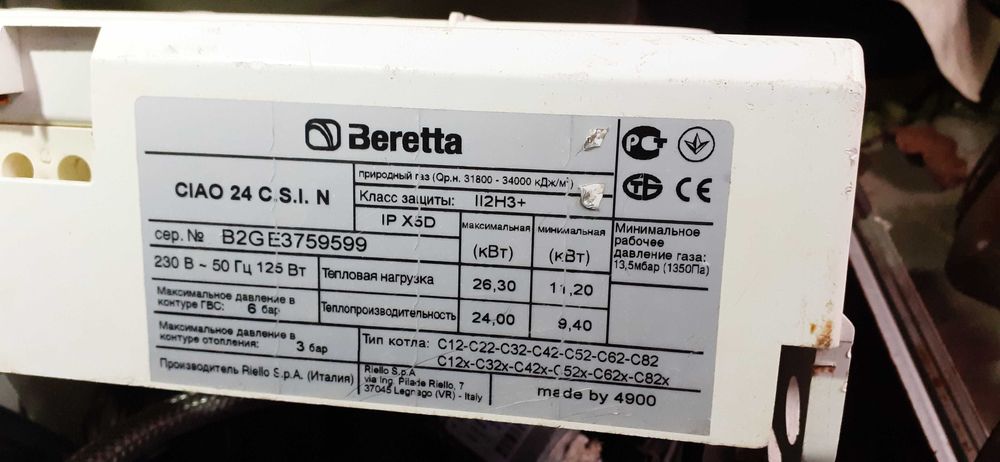 Beretta
CIAO 24 C.S.I. N
природный газ (Qр.н. 31800 - 34000 кДж/м³)
Класс защиты: II2H3+
IP X5D
сер. № B2GE3759599
230 В ~ 50 Гц 125 Вт
максимальная (кВт)
минимальная (кВт)
Тепловая нагрузка 26,30 11,20
Теплопроизводительность 24,00 9,40
Максимальное давление в
контуре ГВС: 6 бар
Максимальное давление в
контуре отопления: 3 бар
Тип котла: C12-C22-C32-C42-C52-C62-C82
C12x-C32x-C42x-C52x-C62x-C82x
Производитель Riello S.p.A. (Италия)
Riello S.p.A
via Ing. Pilade Riello, 7
37045 Legnago (VR) - Italy
made by 4900
РСТ
CE
Минимальное
рабочее
давление газа:
13,5мбар (1350Па)